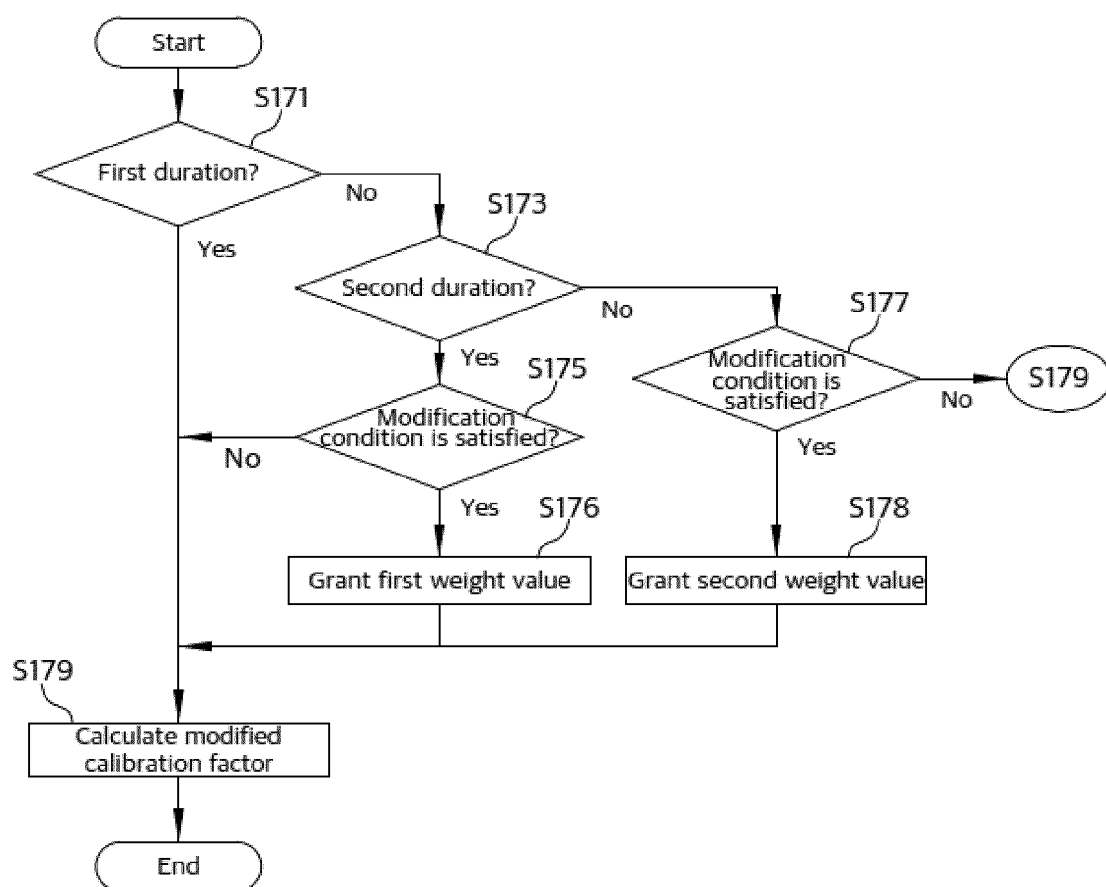 Start
S171
First duration?
No
Yes
S173
Second duration?
No
Yes
S177
Modification
condition is
satisfied?
S179
No
Yes
S175
Modification
condition is satisfied?
No
Yes
S176
Grant first weight value
S178
Grant second weight value
S179
Calculate modified
calibration factor
End